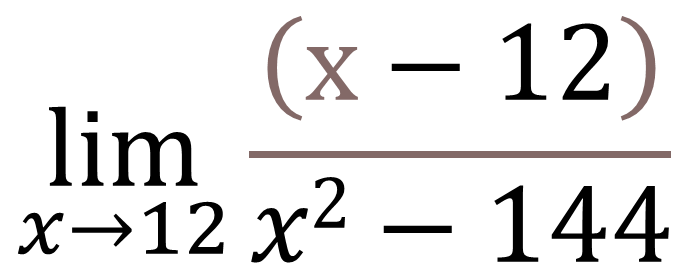 lim x→12 (x − 12)
x² − 144